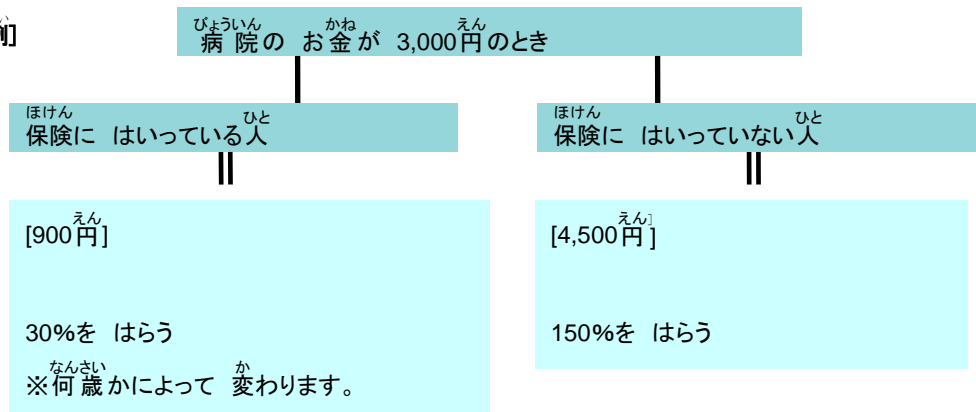 例]
病院の お金が 3,000円のとき
びょういん かね えん
保険に はいっている人
ほけん ひと
保険に はいっていない人
ほけん ひと
[900円]
えん
30%を はらう
※何歳かによって 変わります。
なんさい か
[4,500円]
えん
150%を はらう